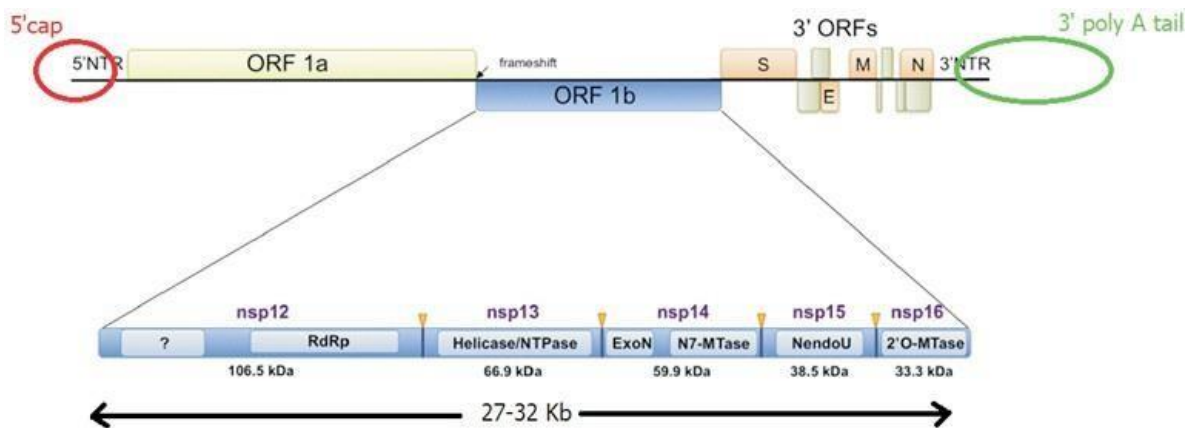 5'cap
3' ORFs
3' poly A tail
5'NTR
ORF 1a
frameshift
S
M
N
3'NTR
ORF 1b
E
nsp12
nsp13
nsp14
nsp15
nsp16
?
RdRp
Helicase/NTPase
ExoN
N7-MTase
NendoU
2'O-MTase
106.5 kDa
66.9 kDa
59.9 kDa
38.5 kDa
33.3 kDa
27-32 Kb